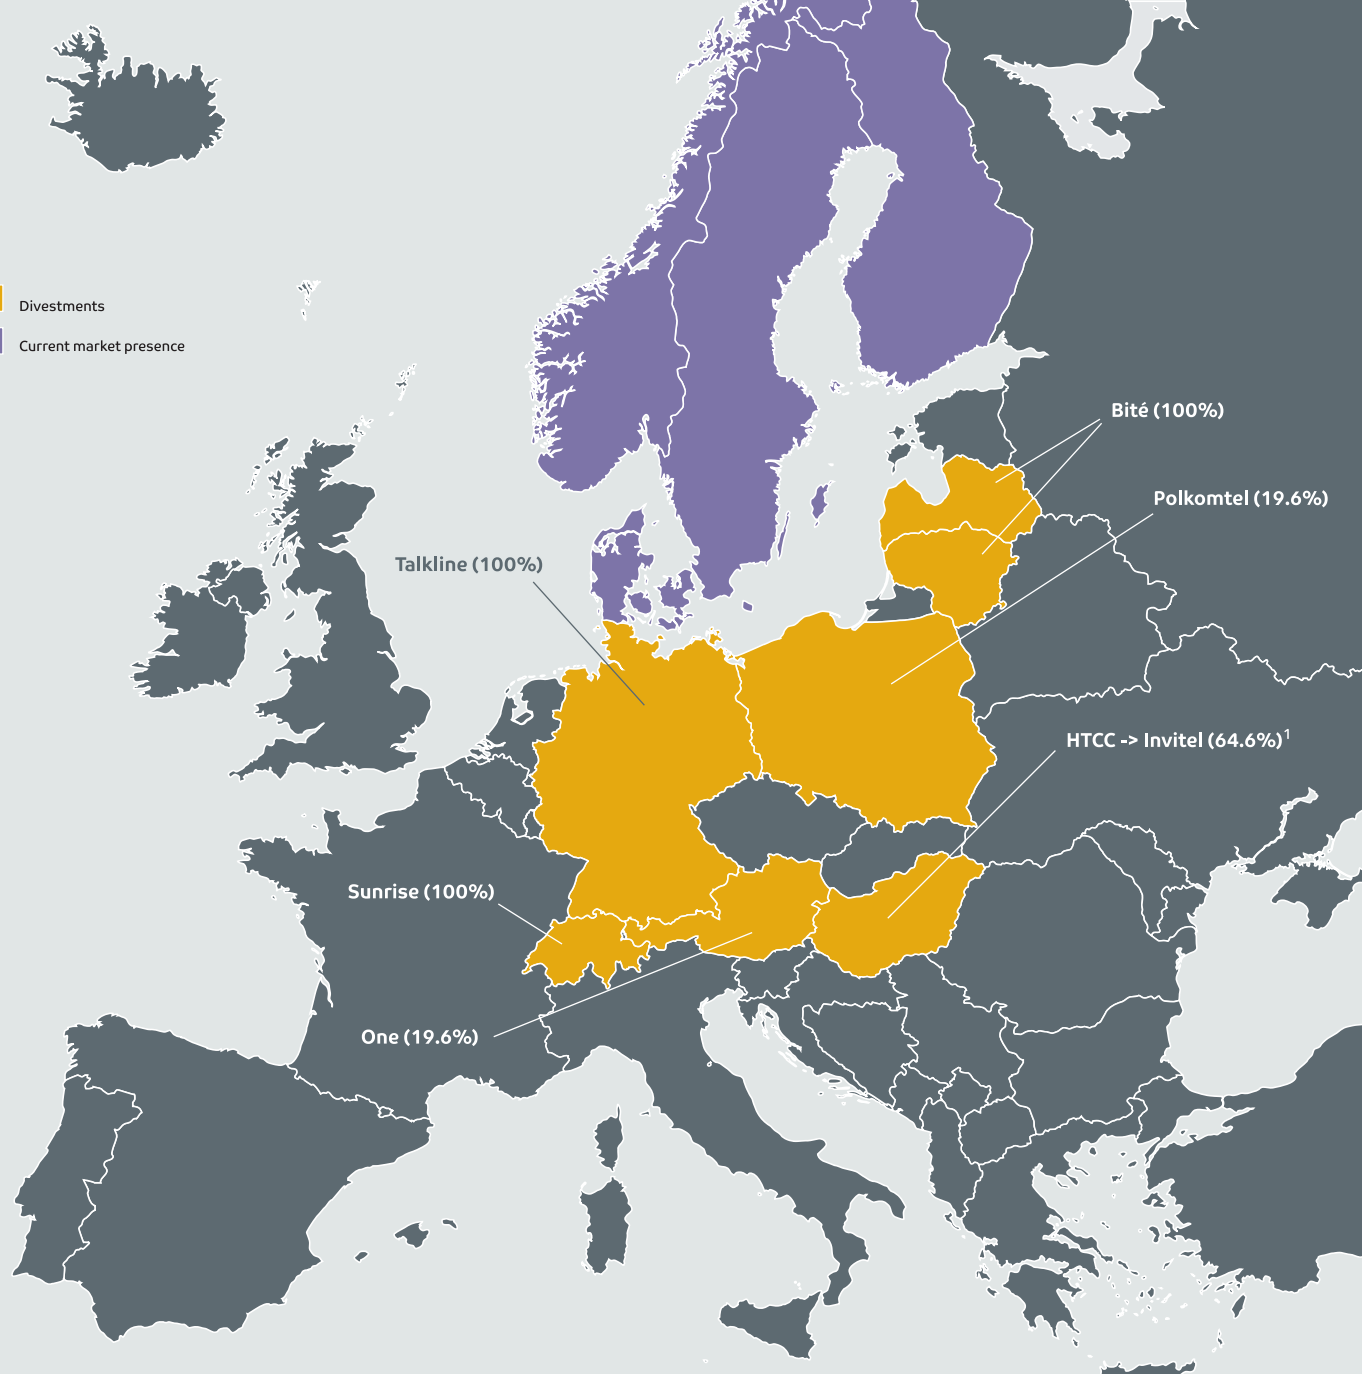 Divestments
Current market presence
Bité (100%)
Polkomtel (19.6%)
Talkline (100%)
HTCC -> Invitel (64.6%)1
Sunrise (100%)
One (19.6%)